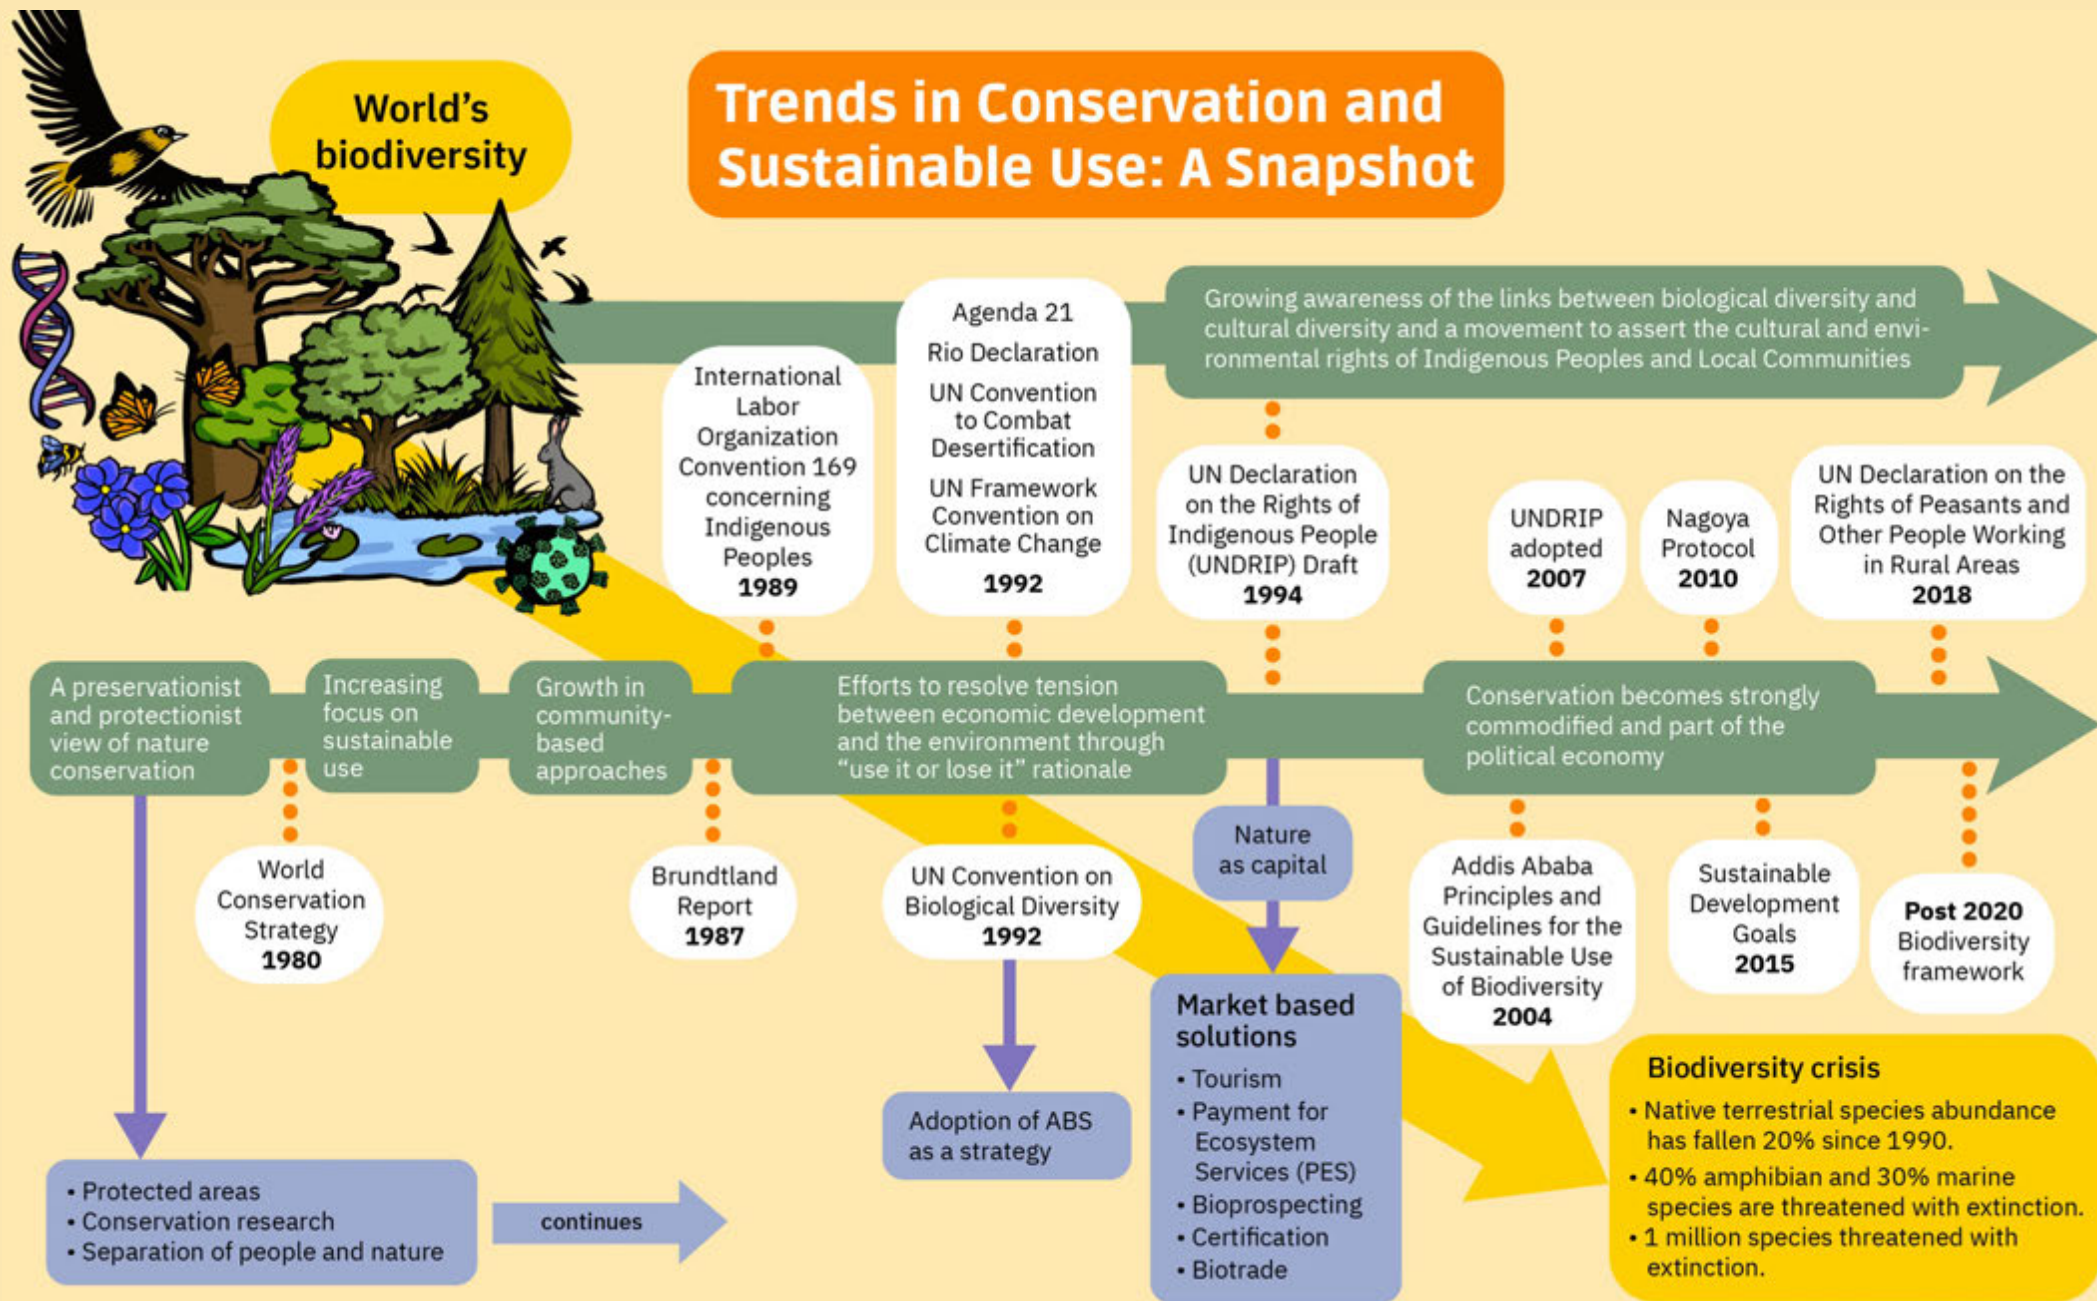 World's
biodiversity
Trends in Conservation and
Sustainable Use: A Snapshot
Growing awareness of the links between biological diversity and
cultural diversity and a movement to assert the cultural and envi-
ronmental rights of Indigenous Peoples and Local Communities
International
Labor
Organization
Convention 169
concerning
Indigenous
Peoples
1989
Agenda 21
Rio Declaration
UN Convention
to Combat
Desertification
UN Framework
Convention on
Climate Change
1992
UN Declaration
on the Rights of
Indigenous People
(UNDRIP) Draft
1994
UNDRIP
adopted
2007
Nagoya
Protocol
2010
UN Declaration on the
Rights of Peasants and
Other People Working
in Rural Areas
2018
A preservationist
and protectionist
view of nature
conservation
Increasing
focus on
sustainable
use
Growth in
community-
based
approaches
Efforts to resolve tension
between economic development
and the environment through
“use it or lose it” rationale
Conservation becomes strongly
commodified and part of the
political economy
World
Conservation
Strategy
1980
Brundtland
Report
1987
UN Convention on
Biological Diversity
1992
Nature
as capital
Addis Ababa
Principles and
Guidelines for the
Sustainable Use
of Biodiversity
2004
Sustainable
Development
Goals
2015
Post 2020
Biodiversity
framework
• Protected areas
• Conservation research
• Separation of people and nature
continues
Adoption of ABS
as a strategy
Market based
solutions
• Tourism
• Payment for
Ecosystem
Services (PES)
• Bioprospecting
• Certification
• Biotrade
Biodiversity crisis
• Native terrestrial species abundance
has fallen 20% since 1990.
• 40% amphibian and 30% marine
species are threatened with extinction.
• 1 million species threatened with
extinction.